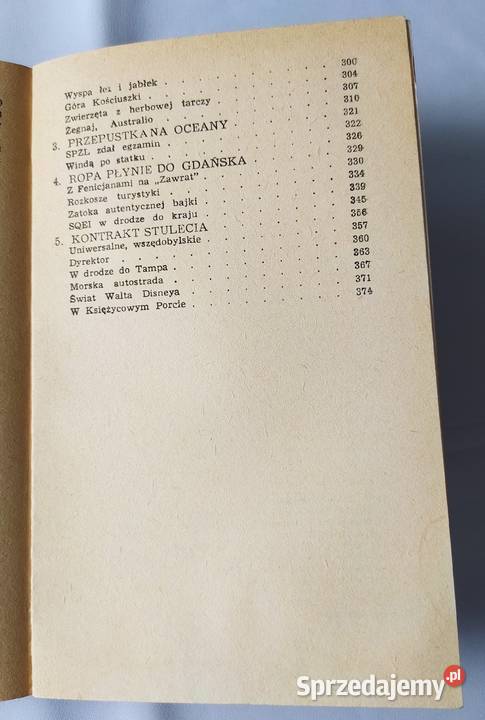 Wyspa łez i jabłek . . . . . . . 300
Góra Kościuszki . . . . . . . 304
Zwierzęta z herbowej tarczy . . . . . 307
Żegnaj, Australio . . . . . . . 310
3. PRZEPUSTKA NA OCEANY . . . . 321
SPZL zdał egzamin . . . . . . 322
Windą po statku . . . . . . . 326
4. ROPA PŁYNIE DO GDAŃSKA . . . . 329
Z Fenicjanami na „Zawrat” . . . . . 330
Rozkosze turystyki . . . . . . 334
Zatoka autentycznej bajki . . . . . 339
SQEI w drodze do kraju . . . . . 345
5. KONTRAKT STULECIA . . . . . 356
Uniwersalne, wszędobylskie . . . . . 357
Dyrektor . . . . . . . . 360
W drodze do Tampa . . . . . . 363
Morska autostrada . . . . . . 367
Świat Walta Disneya . . . . . . 371
W Księżycowym Porcie . . . . . . 374
Sprzedajemy.pl